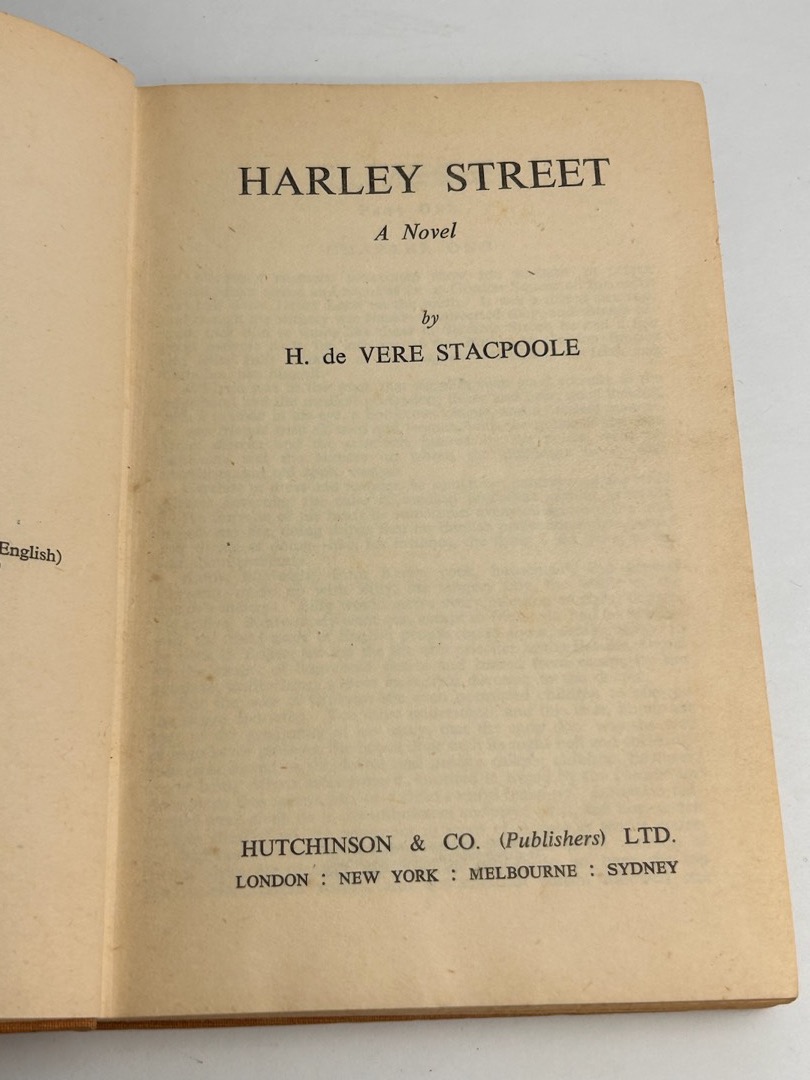 English)
HARLEY STREET
A Novel
by
H. de VERE STACPOOLE
HUTCHINSON & CO. (Publishers) LTD.
LONDON : NEW YORK : MELBOURNE : SYDNEY